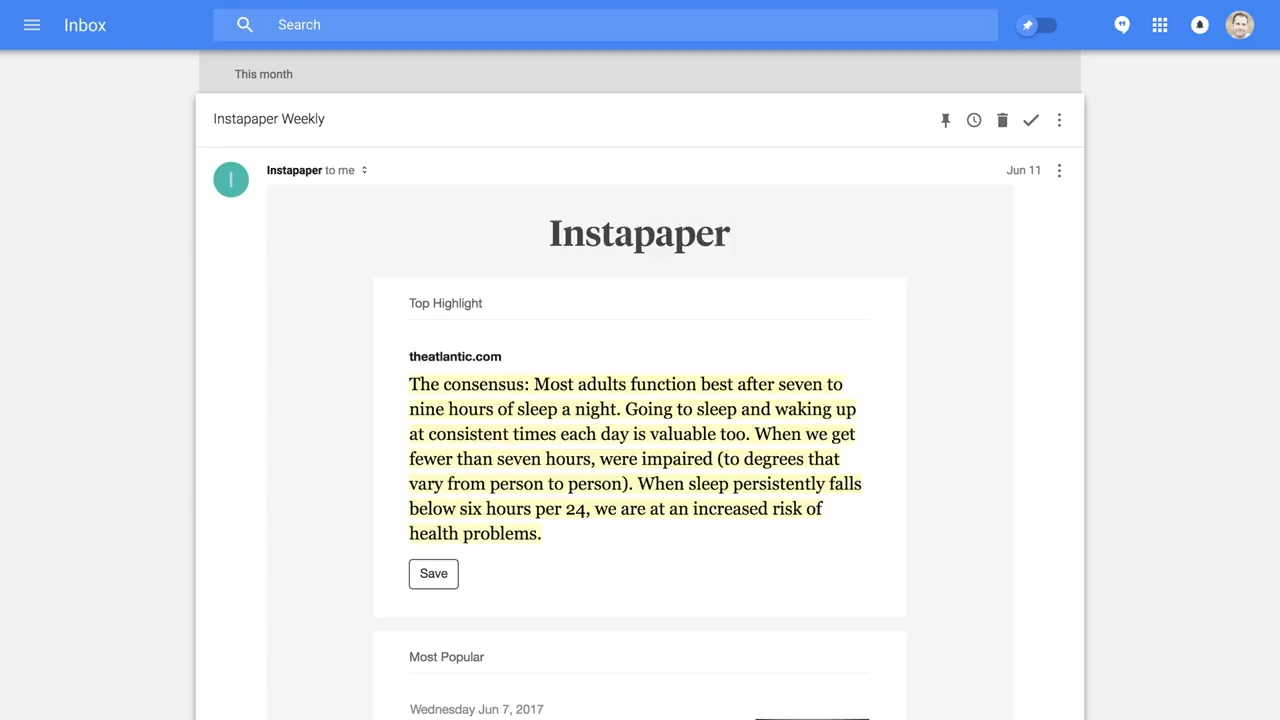 Inbox
Search
This month
Instapaper Weekly
I
Instapaper to me
Jun 11
Instapaper
Top Highlight
theatlantic.com
The consensus: Most adults function best after seven to
nine hours of sleep a night. Going to sleep and waking up
at consistent times each day is valuable too. When we get
fewer than seven hours, were impaired (to degrees that
vary from person to person). When sleep persistently falls
below six hours per 24, we are at an increased risk of
health problems.
Save
Most Popular
Wednesday Jun 7, 2017